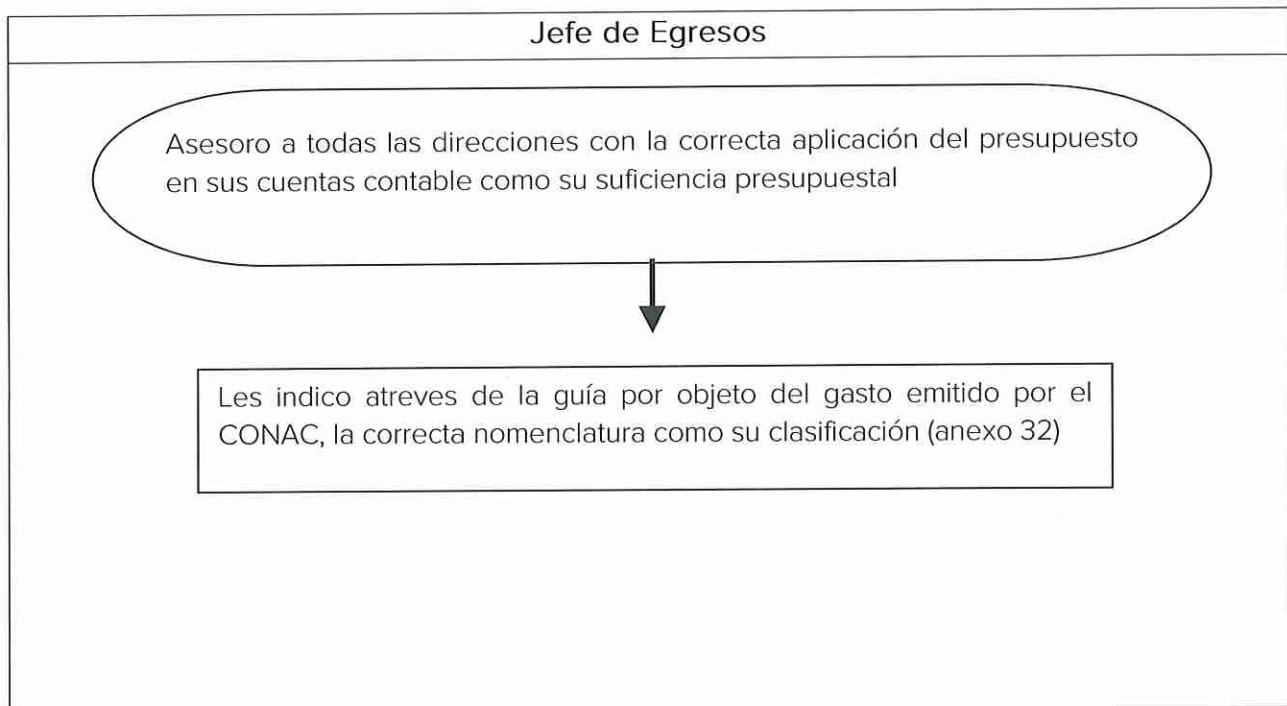 Jefe de Egresos
Asesoro a todas las direcciones con la correcta aplicación del presupuesto
en sus cuentas contable como su suficiencia presupuestal
Les indico atreves de la guía por objeto del gasto emitido por el
CONAC, la correcta nomenclatura como su clasificación (anexo 32)